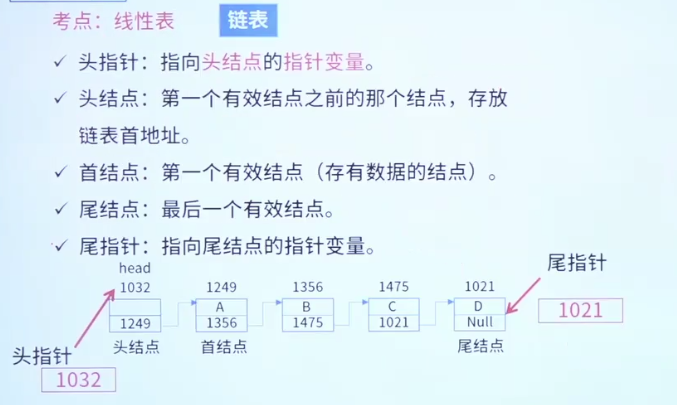 考点：线性表
链表
✓ 头指针：指向头结点的指针变量。
✓ 头结点：第一个有效结点之前的那个结点，存放
链表首地址。
✓ 首结点：第一个有效结点（存有数据的结点）。
✓ 尾结点：最后一个有效结点。
✓ 尾指针：指向尾结点的指针变量。
head
1032 1249 1356 1475 1021
A B C D
1249 1356 1475 1021 Null
头结点 首结点 尾结点
尾指针
1021
头指针
1032